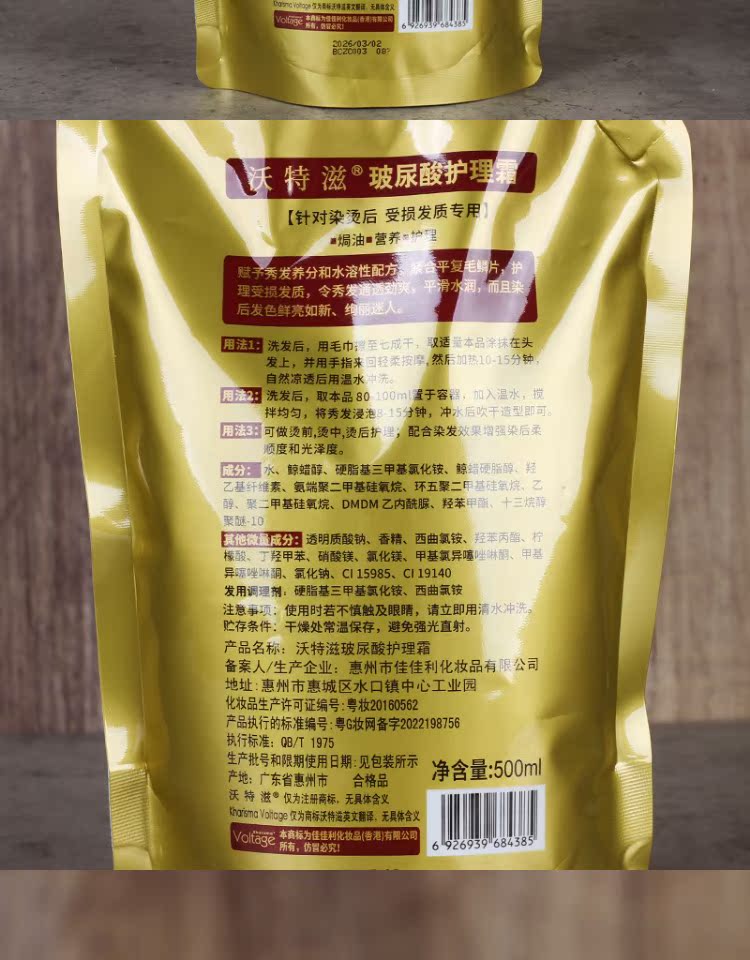 Kharisma Voltage 仅为商标沃特滋英文翻译，无具体含义
Voltage
本商标为佳佳利化妆品(香港)有限公司
所有，仿冒必究!
6 926939 684385
2026/03/02
BCZC003
沃特滋® 玻尿酸护理霜
【针对染烫后 受损发质专用】
▪焗油▪营养▪护理
赋予秀发养分和水溶性配方，联合平复毛鳞片，护
理受损发质，令秀发通透劲爽，平滑水润，而且染
后发色鲜亮如新、绚丽迷人。
用法1：洗发后，用毛巾擦至七成干，取适量本品涂抹在头
发上，并用手指来回轻柔按摩，然后加热10-15分钟，
自然凉透后用温水冲洗。
用法2：洗发后，取本品 80-100ml置于容器，加入温水，搅
拌均匀，将秀发浸泡8-15分钟，冲水后吹干造型即可。
用法3：可做烫前,烫中,烫后护理；配合染发效果增强染后柔
顺度和光泽度。
成分：水、鲸蜡醇、硬脂基三甲基氯化铵、鲸蜡硬脂醇、羟
乙基纤维素、氨端聚二甲基硅氧烷、环五聚二甲基硅氧烷、乙
醇、聚二甲基硅氧烷、DMDM 乙内酰脲、羟苯甲酯、十三烷醇
聚醚-10
其他微量成分：透明质酸钠、香精、西曲氯铵、羟苯丙酯、柠
檬酸、丁羟甲苯、硝酸镁、氯化镁、甲基氯异噻唑啉酮、甲基
异噻唑啉酮、氯化钠、CI 15985、CI 19140
发用调理剂：硬脂基三甲基氯化铵、西曲氯铵
注意事项：使用时若不慎触及眼睛，请立即用清水冲洗。
贮存条件：干燥处常温保存，避免强光直射。
产品名称：沃特滋玻尿酸护理霜
备案人/生产企业：惠州市佳佳利化妆品有限公司
地址：惠州市惠城区水口镇中心工业园
化妆品生产许可证编号：粤妆20160562
产品执行的标准编号：粤G妆网备字2022198756
执行标准：QB/T 1975
生产批号和限期使用日期：见包装所示
产地：广东省惠州市 合格品
净含量:500ml
沃特滋® 仅为注册商标，无具体含义
Kharisma Voltage 仅为商标沃特滋英文翻译，无具体含义
Voltage
本商标为佳佳利化妆品(香港)有限公司
所有，仿冒必究!
6 926939 684385